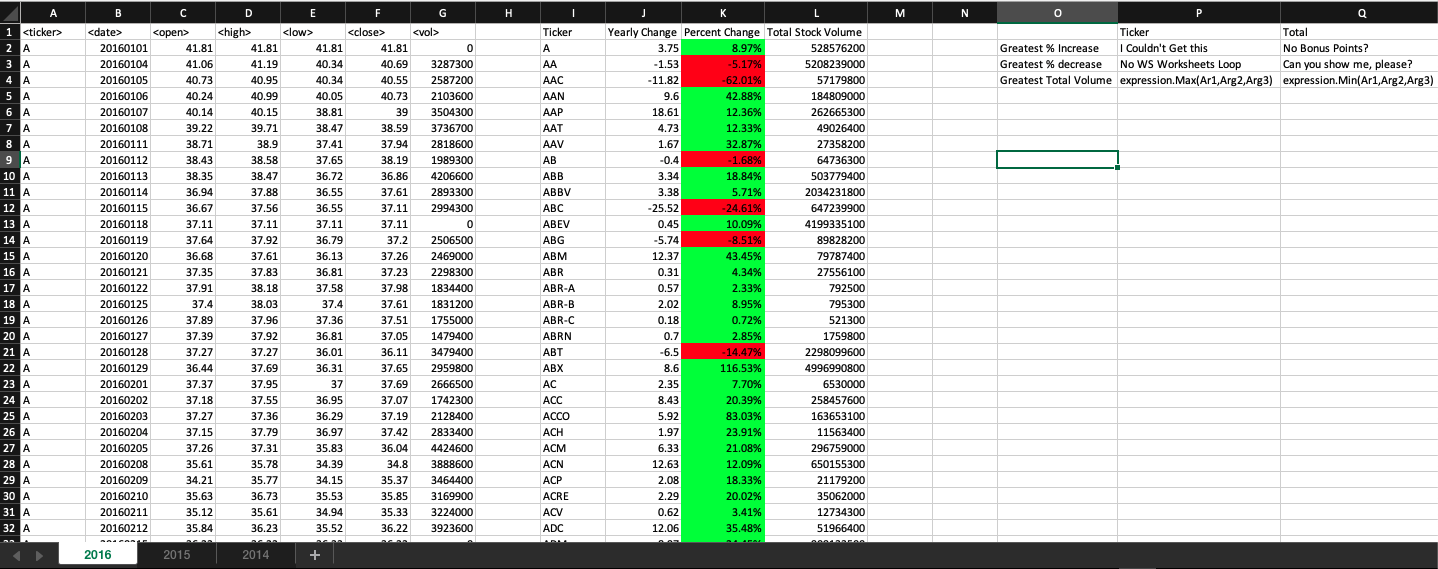 A B C D E F G H I J K L M N O P Q
1 <ticker> <date> <open> <high> <low> <close> <vol> Ticker Yearly Change Percent Change Total Stock Volume Ticker Total
2 A 20160101 41.81 41.81 41.81 41.81 0 A 3.75 8.97% 528576200 Greatest % Increase I Couldn't Get this No Bonus Points?
3 A 20160104 41.06 41.19 40.34 40.69 3287300 AA -1.53 -5.17% 5208239000 Greatest % decrease No WS Worksheets Loop Can you show me, please?
4 A 20160105 40.73 40.95 40.34 40.55 2587200 AAC -11.82 -62.01% 57179800 Greatest Total Volume expression.Max(Ar1,Arg2,Arg3) expression.Min(Ar1,Arg2,Arg3)
5 A 20160106 40.24 40.99 40.05 40.73 2103600 AAN 9.6 42.88% 184809000
6 A 20160107 40.14 40.15 38.81 39 3504300 AAP 18.61 12.36% 262665300
7 A 20160108 39.22 39.71 38.47 38.59 3736700 AAT 4.73 12.33% 49026400
8 A 20160111 38.71 38.9 37.41 37.94 2818600 AAV 1.67 32.87% 27358200
9 A 20160112 38.43 38.58 37.65 38.19 1989300 AB -0.4 -1.68% 64736300
10 A 20160113 38.35 38.47 36.72 36.86 4206600 ABB 3.34 18.84% 503779400
11 A 20160114 36.94 37.88 36.55 37.61 2893300 ABBV 3.38 5.71% 2034231800
12 A 20160115 36.67 37.56 36.55 37.11 2994300 ABC -25.52 -24.61% 647239900
13 A 20160118 37.11 37.11 37.11 37.11 0 ABEV 0.45 10.09% 4199335100
14 A 20160119 37.64 37.92 36.79 37.2 2506500 ABG -5.74 -8.51% 89828200
15 A 20160120 36.68 37.61 36.13 37.26 2469000 ABM 12.37 43.45% 79787400
16 A 20160121 37.35 37.83 36.81 37.23 2298300 ABR 0.31 4.34% 27556100
17 A 20160122 37.91 38.18 37.58 37.98 1834400 ABR-A 0.57 2.33% 792500
18 A 20160125 37.4 38.03 37.4 37.61 1831200 ABR-B 2.02 8.95% 795300
19 A 20160126 37.89 37.96 37.36 37.51 1755000 ABR-C 0.18 0.72% 521300
20 A 20160127 37.39 37.92 36.81 37.05 1479400 ABRN 0.7 2.85% 1759800
21 A 20160128 37.27 37.27 36.01 36.11 3479400 ABT -6.5 -14.47% 2298099600
22 A 20160129 36.44 37.69 36.31 37.65 2959800 ABX 8.6 116.53% 4996990800
23 A 20160201 37.37 37.95 37 37.69 2666500 AC 2.35 7.70% 6530000
24 A 20160202 37.18 37.55 36.95 37.07 1742300 ACC 8.43 20.39% 258457600
25 A 20160203 37.27 37.36 36.29 37.19 2128400 ACCO 5.92 83.03% 163653100
26 A 20160204 37.15 37.79 36.97 37.42 2833400 ACH 1.97 23.91% 11563400
27 A 20160205 37.26 37.31 35.83 36.04 4424600 ACM 6.33 21.08% 296759000
28 A 20160208 35.61 35.78 34.39 34.8 3888600 ACN 12.63 12.09% 650155300
29 A 20160209 34.21 35.77 34.15 35.37 3464400 ACP 2.08 18.33% 21179200
30 A 20160210 35.63 36.73 35.53 35.85 3169900 ACRE 2.29 20.02% 35062000
31 A 20160211 35.12 35.61 34.94 35.33 3224000 ACV 0.62 3.41% 12734300
32 A 20160212 35.84 36.23 35.52 36.22 3923600 ADC 12.06 35.48% 51966400
2016 2015 2014 +